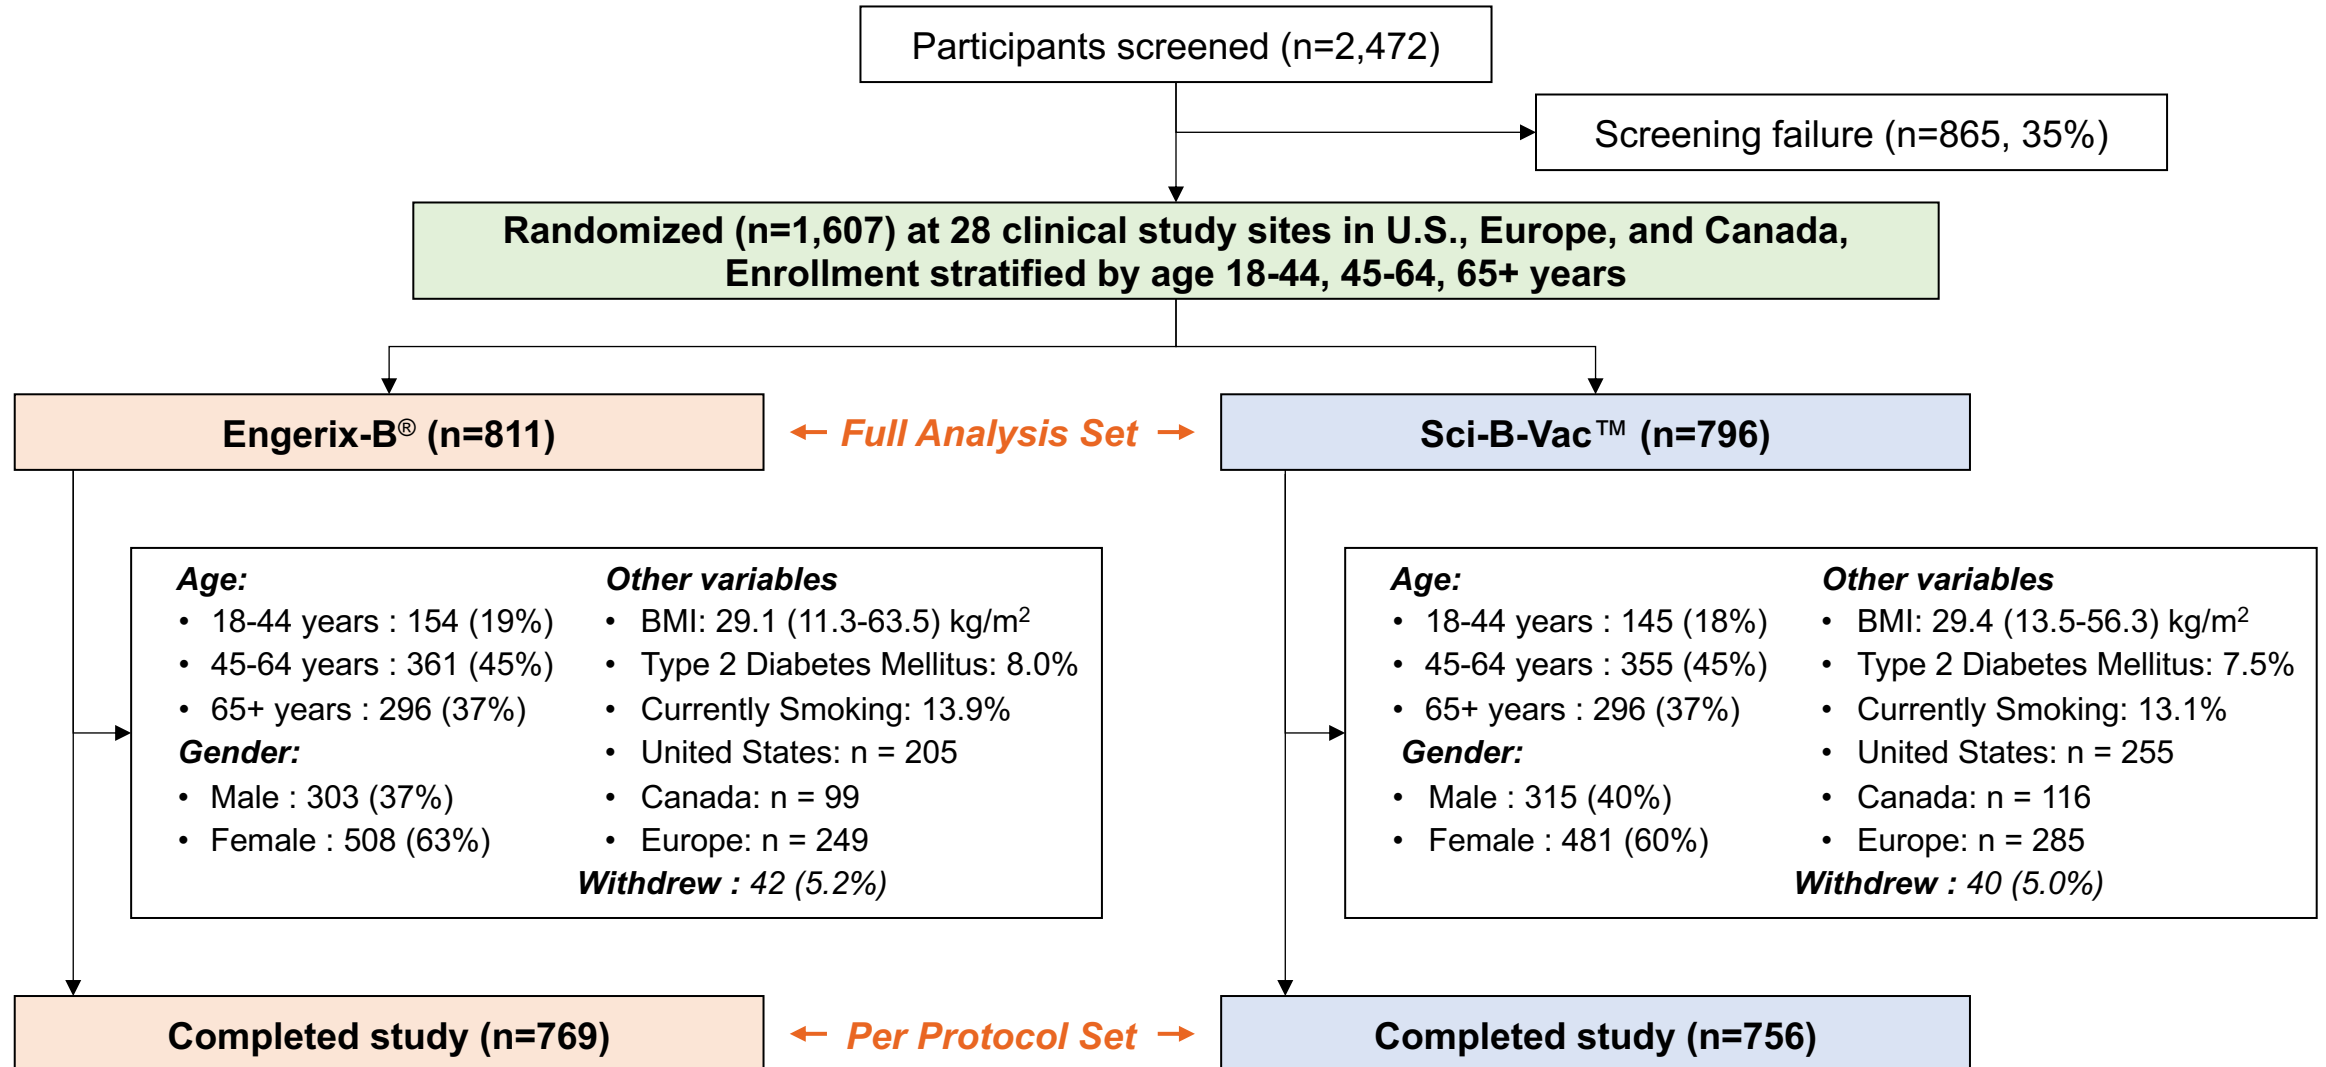 Participants screened (n=2,472)
Screening failure (n=865, 35%)
Randomized (n=1,607) at 28 clinical study sites in U.S., Europe, and Canada,
Enrollment stratified by age 18-44, 45-64, 65+ years
Engerix-B® (n=811)
Full Analysis Set
Sci-B-Vac™ (n=796)
Age:
• 18-44 years : 154 (19%)
• 45-64 years : 361 (45%)
• 65+ years : 296 (37%)
Gender:
• Male : 303 (37%)
• Female : 508 (63%)
Other variables
• BMI: 29.1 (11.3-63.5) kg/m²
• Type 2 Diabetes Mellitus: 8.0%
• Currently Smoking: 13.9%
• United States: n = 205
• Canada: n = 99
• Europe: n = 249
Withdrew : 42 (5.2%)
Age:
• 18-44 years : 145 (18%)
• 45-64 years : 355 (45%)
• 65+ years : 296 (37%)
Gender:
• Male : 315 (40%)
• Female : 481 (60%)
Other variables
• BMI: 29.4 (13.5-56.3) kg/m²
• Type 2 Diabetes Mellitus: 7.5%
• Currently Smoking: 13.1%
• United States: n = 255
• Canada: n = 116
• Europe: n = 285
Withdrew : 40 (5.0%)
Completed study (n=769)
Per Protocol Set
Completed study (n=756)